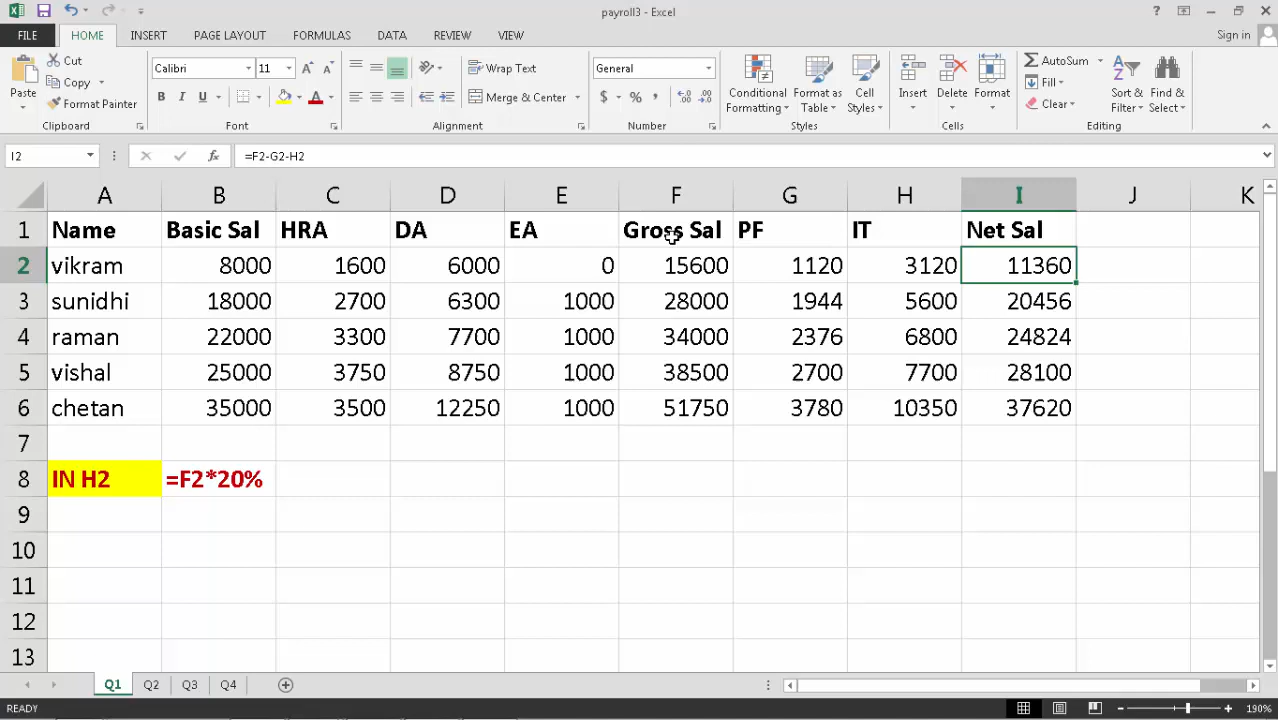 payroll3 - Excel
? 
FILE HOME INSERT PAGE LAYOUT FORMULAS DATA REVIEW VIEW Sign in
Paste Cut Copy Format Painter Clipboard
Calibri 11 B I U A Font
Wrap Text Merge & Center Alignment
General $ % , Number
Conditional Formatting Format as Table Cell Styles Styles
Insert Delete Format Cells
AutoSum Fill Clear Sort & Filter Find & Select Editing
I2 fx =F2-G2-H2
A B C D E F G H I J K
1 Name Basic Sal HRA DA EA Gross Sal PF IT Net Sal
2 vikram 8000 1600 6000 0 15600 1120 3120 11360
3 sunidhi 18000 2700 6300 1000 28000 1944 5600 20456
4 raman 22000 3300 7700 1000 34000 2376 6800 24824
5 vishal 25000 3750 8750 1000 38500 2700 7700 28100
6 chetan 35000 3500 12250 1000 51750 3780 10350 37620
7
8 IN H2 =F2*20%
9
10
11
12
13
Q1 Q2 Q3 Q4
READY 190%